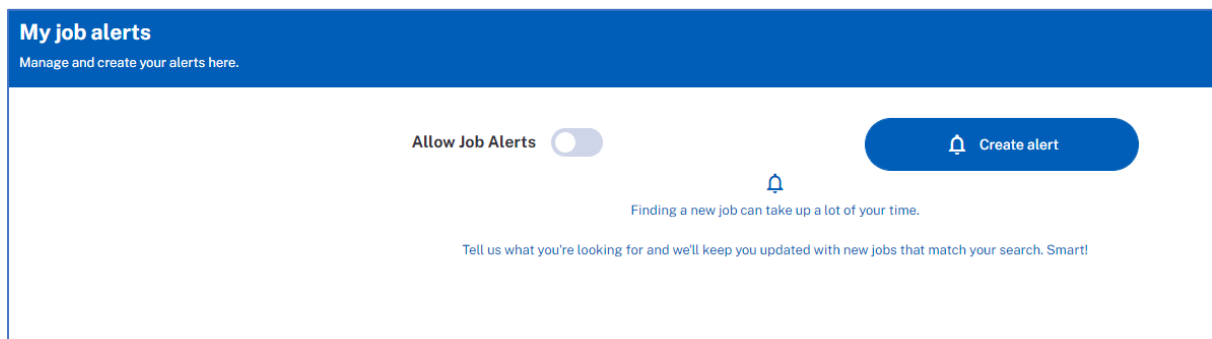 My job alerts
Manage and create your alerts here.
Allow Job Alerts
Create alert
Finding a new job can take up a lot of your time.
Tell us what you're looking for and we'll keep you updated with new jobs that match your search. Smart!